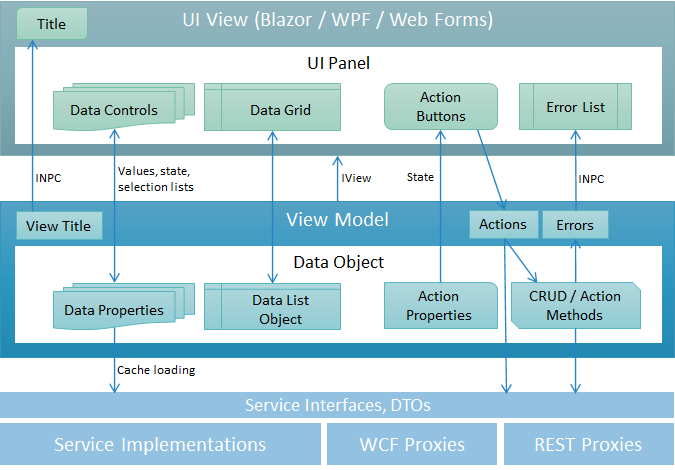 Title
UI View (Blazor / WPF / Web Forms)
UI Panel
Data Controls
Data Grid
Action
Buttons
Error List
INPC
Values, state,
selection lists
IView
State
INPC
View Title
View Model
Actions
Errors
Data Object
Data Properties
Data List
Object
Action
Properties
CRUD / Action
Methods
Cache loading
Service Interfaces, DTOs
Service Implementations
WCF Proxies
REST Proxies